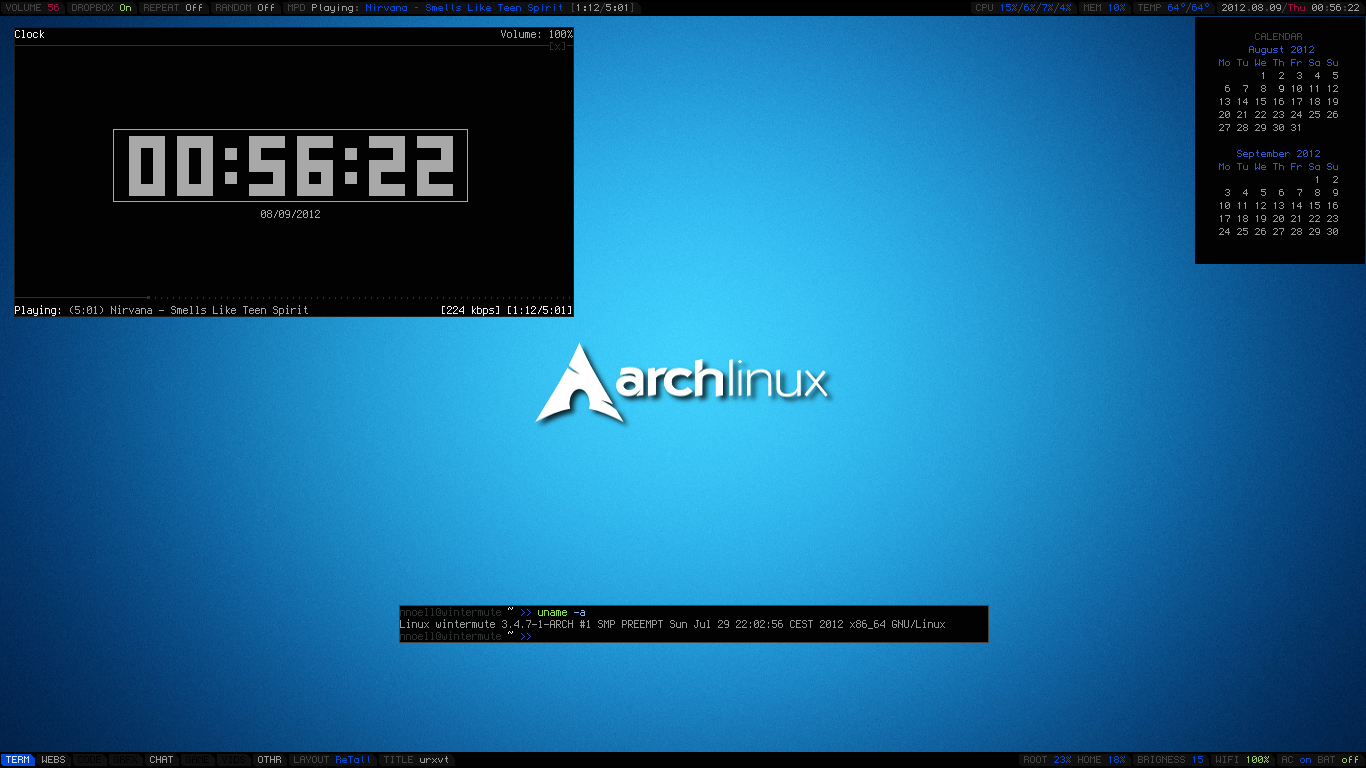 VOLUME 56 DROPBOX On REPEAT Off RANDOM Off MPD Playing: Nirvana - Smells Like Teen Spirit [1:12/5:01] CPU 15%/6%/7%/4% MEM 10% TEMP 64°/64° 2012.08.09/Thu 00:56:22
Clock Volume: 100%
[x]
00:56:22
08/09/2012
Playing: (5:01) Nirvana - Smells Like Teen Spirit [224 kbps] [1:12/5:01]
CALENDAR
August 2012
Mo Tu We Th Fr Sa Su
1 2 3 4 5
6 7 8 9 10 11 12
13 14 15 16 17 18 19
20 21 22 23 24 25 26
27 28 29 30 31
September 2012
Mo Tu We Th Fr Sa Su
1 2
3 4 5 6 7 8 9
10 11 12 13 14 15 16
17 18 19 20 21 22 23
24 25 26 27 28 29 30
archlinux
nnoell@wintermute ~ >> uname -a
Linux wintermute 3.4.7-1-ARCH #1 SMP PREEMPT Sun Jul 29 22:02:56 CEST 2012 x86_64 GNU/Linux
nnoell@wintermute ~ >>
TERM WEBS CODE CHAT GAME VIDS OTHR LAYOUT ReTall TITLE urxvt ROOT 23% HOME 18% BRIGNESS 15 WIFI 100% AC on BAT off